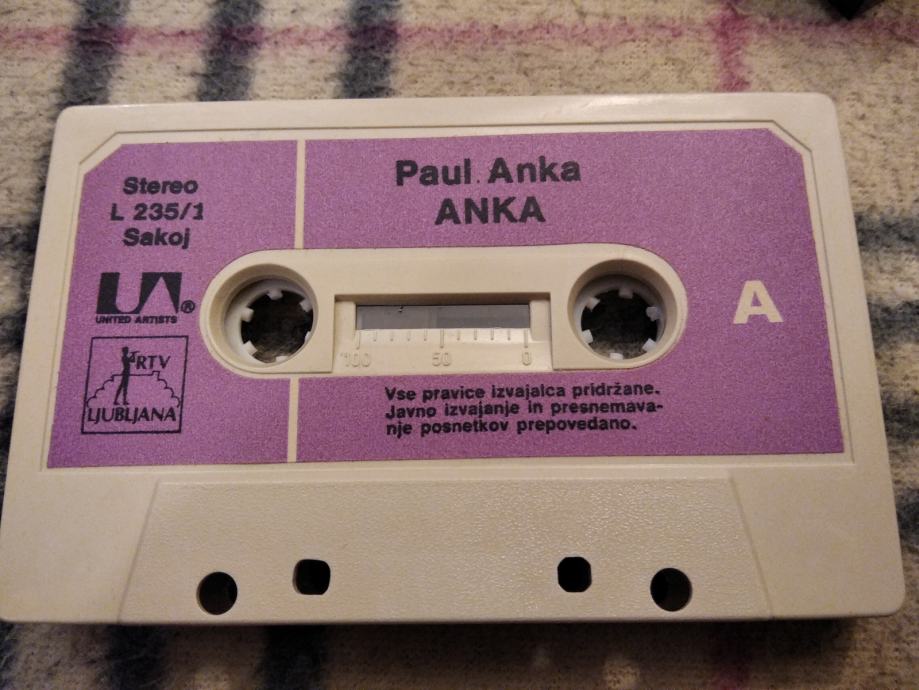 Stereo
L 235/1
Sakoj
UA®
UNITED ARTISTS
RTV
LJUBLJANA
Paul Anka
ANKA
A
100 50 0
Vse pravice izvajalca pridržane.
Javno izvajanje in presnemava-
nje posnetkov prepovedano.